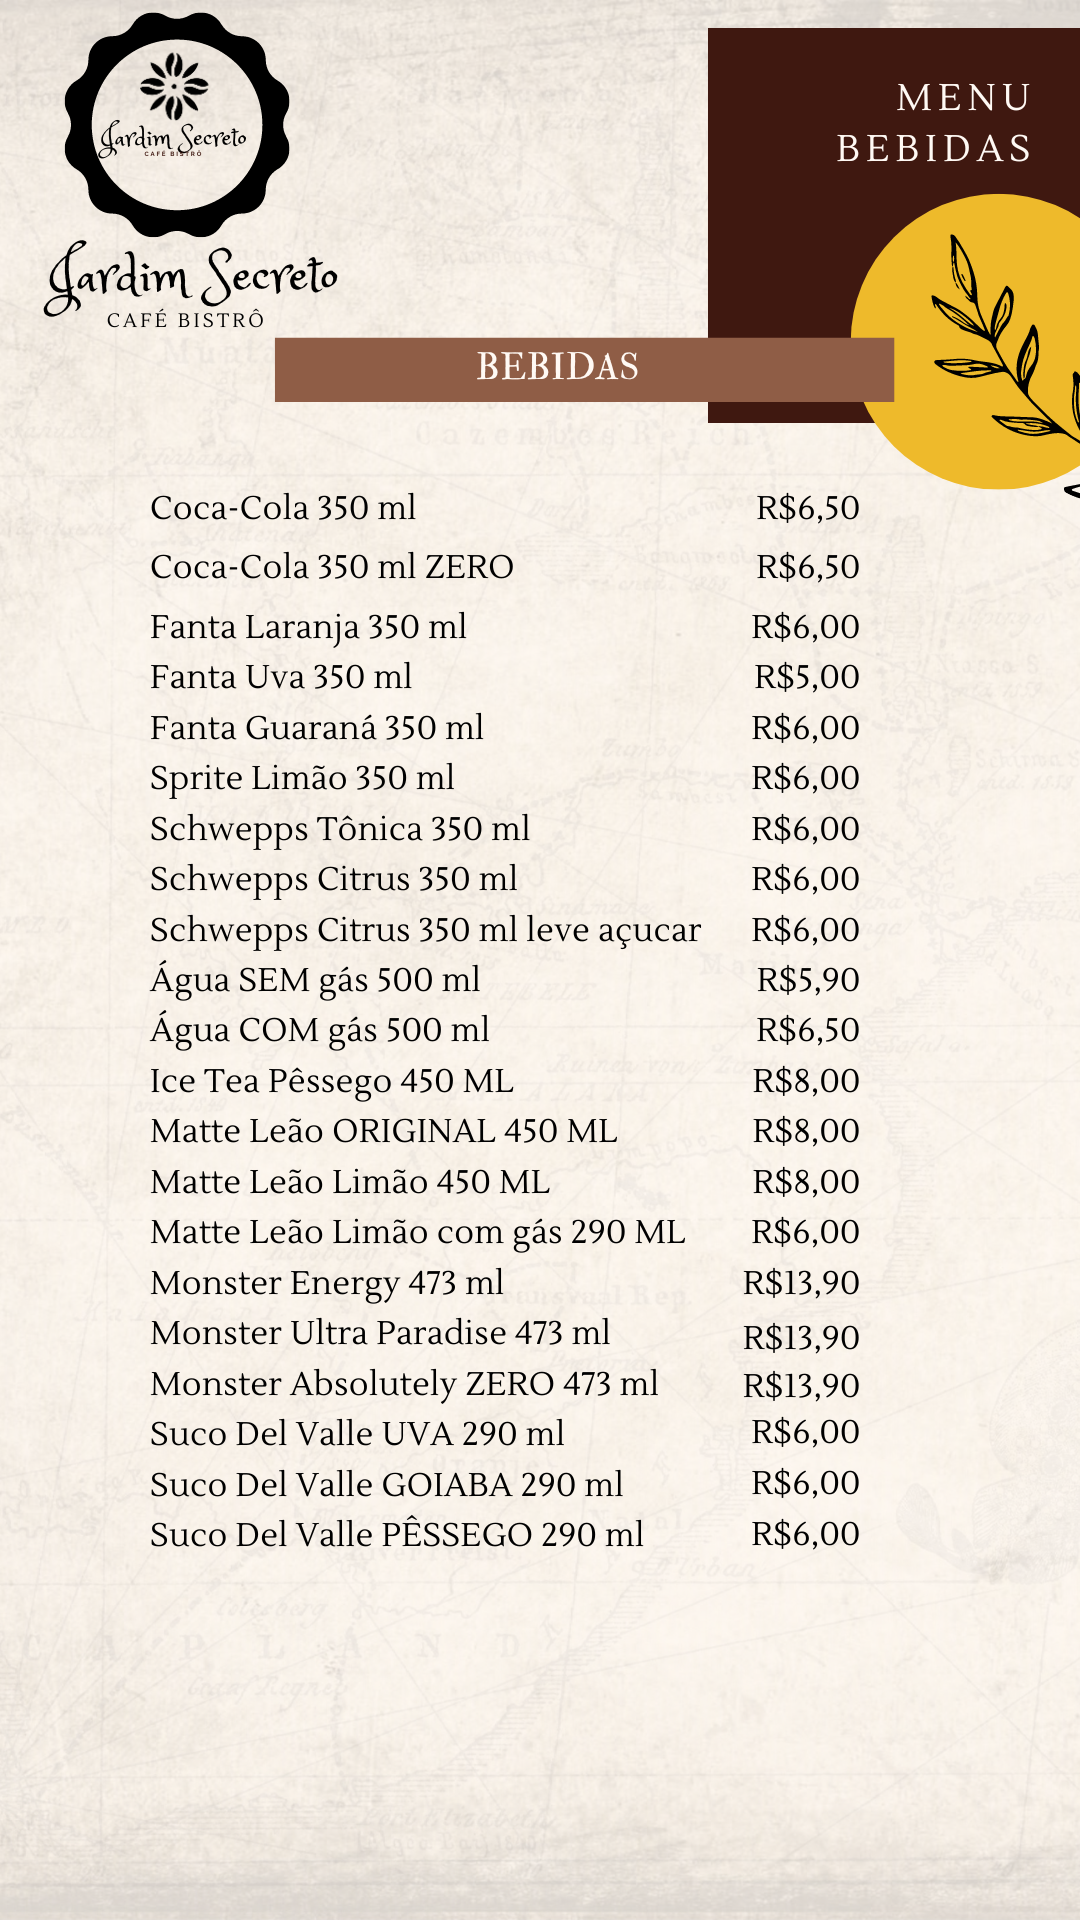 Jardim Secreto
CAFÉ BISTRÔ
Jardim Secreto
CAFÉ BISTRÔ
MENU
BEBIDAS
BEBIDAS
Coca-Cola 350 ml R$6,50
Coca-Cola 350 ml ZERO R$6,50
Fanta Laranja 350 ml R$6,00
Fanta Uva 350 ml R$5,00
Fanta Guaraná 350 ml R$6,00
Sprite Limão 350 ml R$6,00
Schwepps Tônica 350 ml R$6,00
Schwepps Citrus 350 ml R$6,00
Schwepps Citrus 350 ml leve açucar R$6,00
Água SEM gás 500 ml R$5,90
Água COM gás 500 ml R$6,50
Ice Tea Pêssego 450 ML R$8,00
Matte Leão ORIGINAL 450 ML R$8,00
Matte Leão Limão 450 ML R$8,00
Matte Leão Limão com gás 290 ML R$6,00
Monster Energy 473 ml R$13,90
Monster Ultra Paradise 473 ml R$13,90
Monster Absolutely ZERO 473 ml R$13,90
Suco Del Valle UVA 290 ml R$6,00
Suco Del Valle GOIABA 290 ml R$6,00
Suco Del Valle PÊSSEGO 290 ml R$6,00